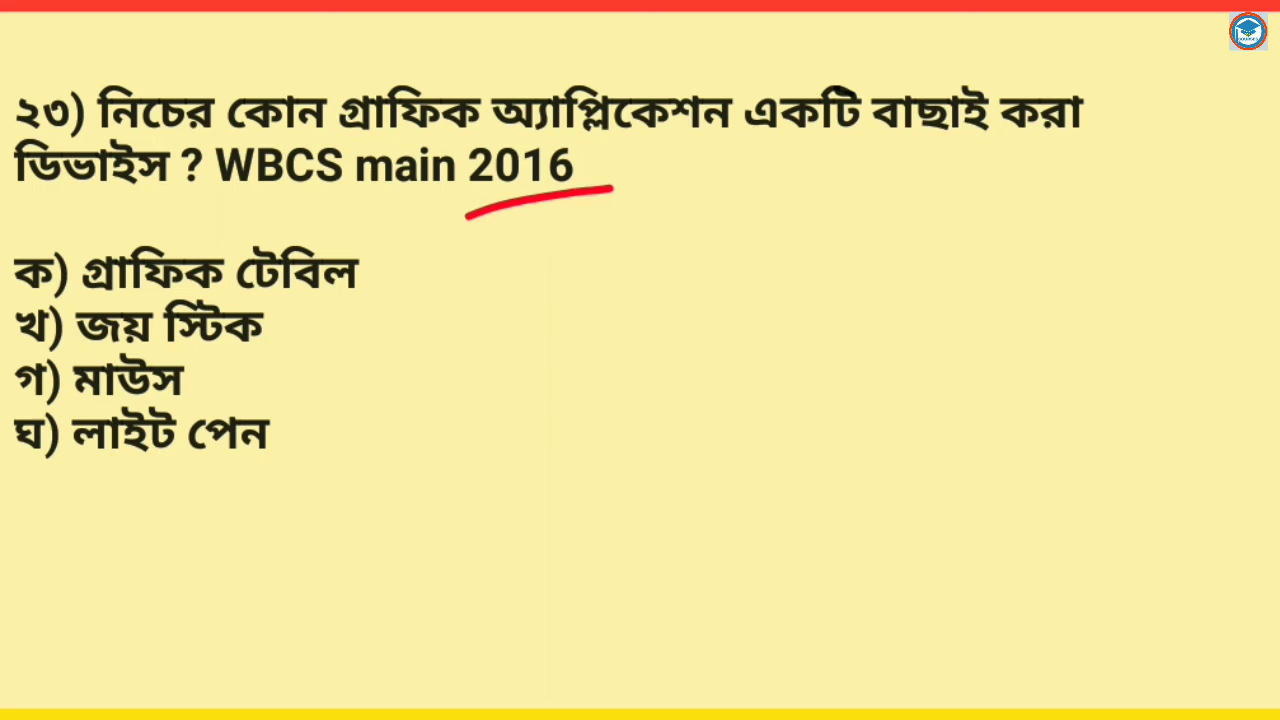 ২৩) নিচের কোন গ্রাফিক অ্যাপ্লিকেশন একটি বাছাই করা
ডিভাইস ? WBCS main 2016
ক) গ্রাফিক টেবিল
খ) জয় স্টিক
গ) মাউস
ঘ) লাইট পেন